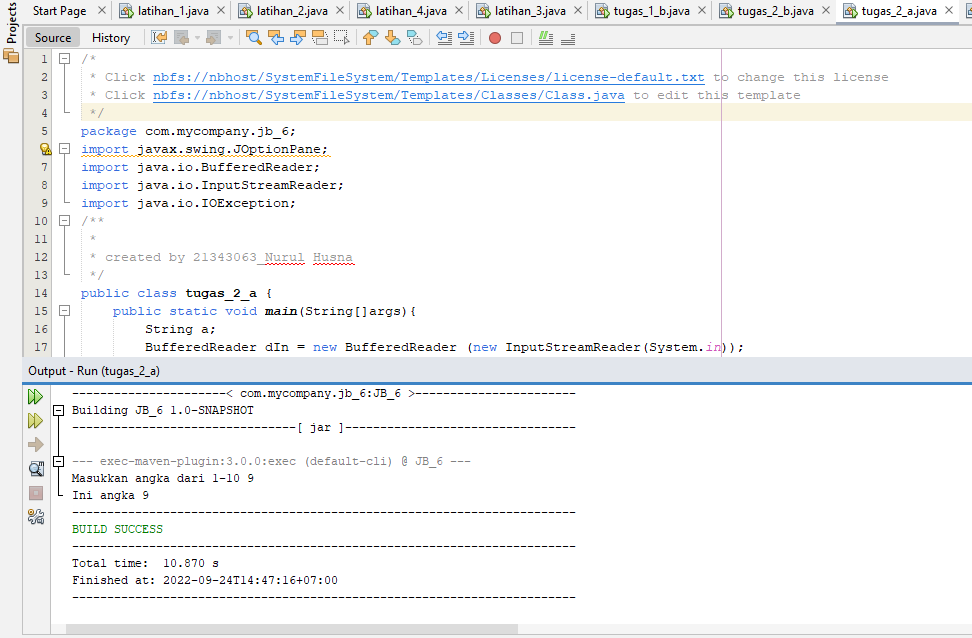 Projects
Start Page latihan_1.java latihan_2.java latihan_4.java latihan_3.java tugas_1_b.java tugas_2_b.java tugas_2_a.java
Source History
1 /*
2 * Click nbfs://nbhost/SystemFileSystem/Templates/Licenses/license-default.txt to change this license
3 * Click nbfs://nbhost/SystemFileSystem/Templates/Classes/Class.java to edit this template
4 */
5 package com.mycompany.jb_6;
import javax.swing.JOptionPane;
7 import java.io.BufferedReader;
8 import java.io.InputStreamReader;
9 import java.io.IOException;
10 /**
11 *
12 * created by 21343063_Nurul Husna
13 */
14 public class tugas_2_a {
15 public static void main(String[]args){
16 String a;
17 BufferedReader dIn = new BufferedReader (new InputStreamReader(System.in));
Output - Run (tugas_2_a)
----------------------< com.mycompany.jb_6:JB_6 >-----------------------
Building JB_6 1.0-SNAPSHOT
--------------------------------[ jar ]---------------------------------
--- exec-maven-plugin:3.0.0:exec (default-cli) @ JB_6 ---
Masukkan angka dari 1-10 9
Ini angka 9
------------------------------------------------------------------------
BUILD SUCCESS
------------------------------------------------------------------------
Total time:  10.870 s
Finished at: 2022-09-24T14:47:16+07:00
------------------------------------------------------------------------